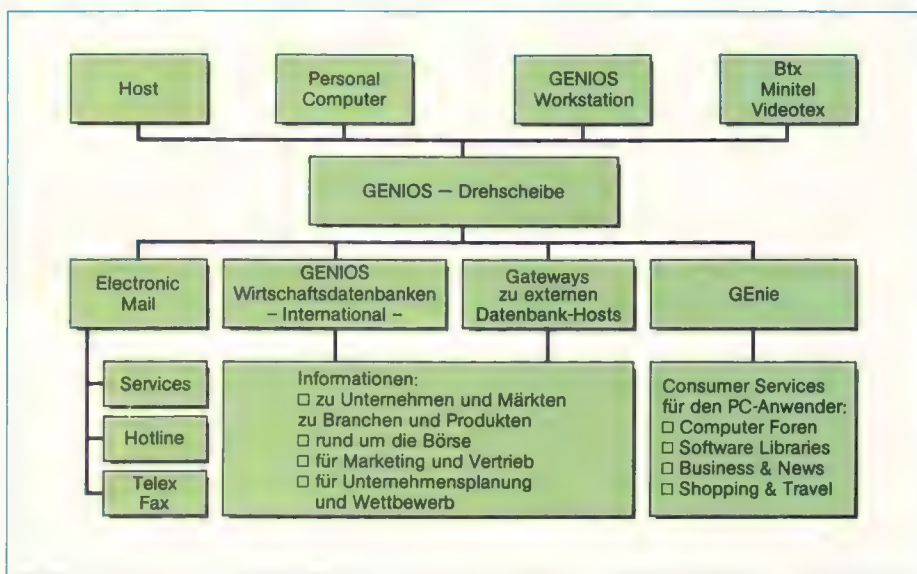 Host
Personal
Computer
GENIOS
Workstation
Btx
Minitel
Videotex
GENIOS — Drehscheibe
Electronic
Mail
GENIOS
Wirtschaftsdatenbanken
– International –
Gateways
zu externen
Datenbank-Hosts
GEnie
Services
Hotline
Telex
Fax
Informationen:
□ zu Unternehmen und Märkten
zu Branchen und Produkten
□ rund um die Börse
□ für Marketing und Vertrieb
□ für Unternehmensplanung
und Wettbewerb
Consumer Services
für den PC-Anwender:
□ Computer Foren
□ Software Libraries
□ Business & News
□ Shopping & Travel